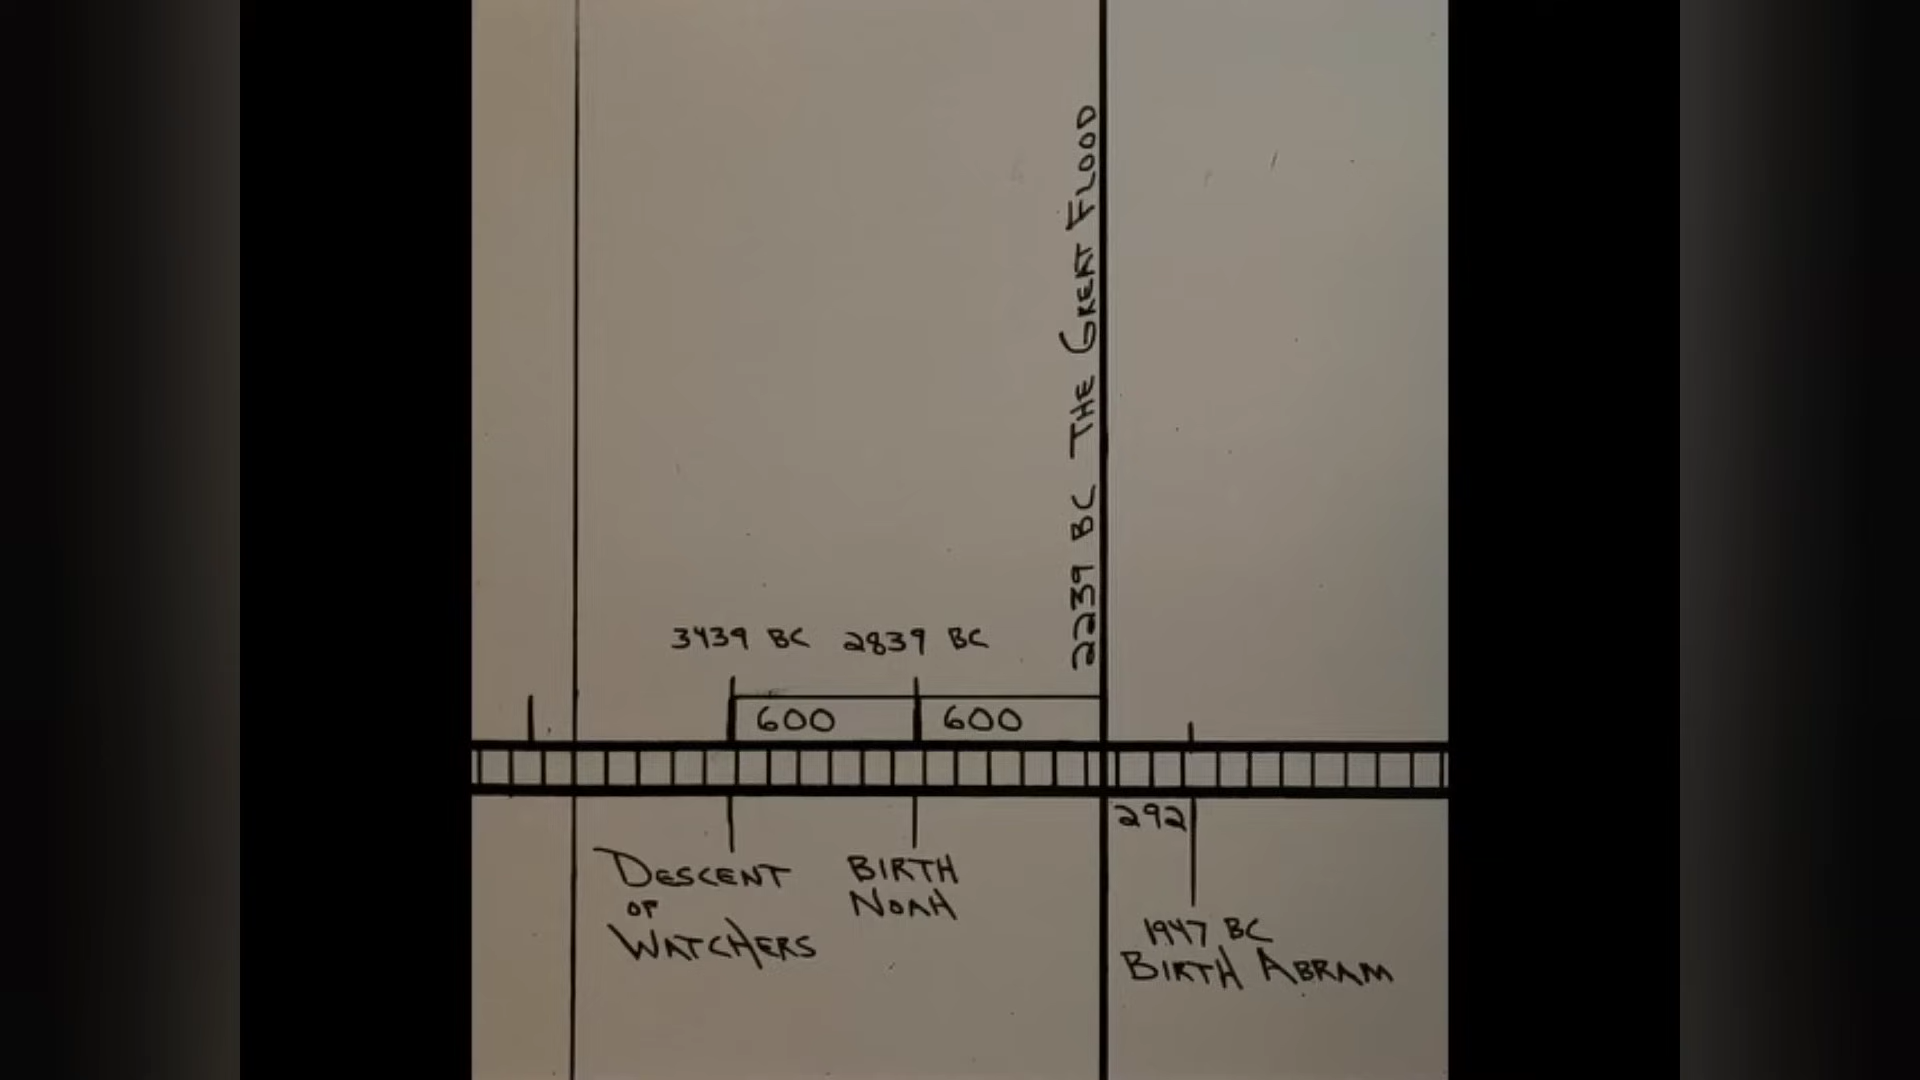 2239 BC THE GREAT FLOOD
3439 BC 2839 BC
600 600
292
DESCENT
OF
WATCHERS
BIRTH
NOAH
1947 BC
BIRTH ABRAM